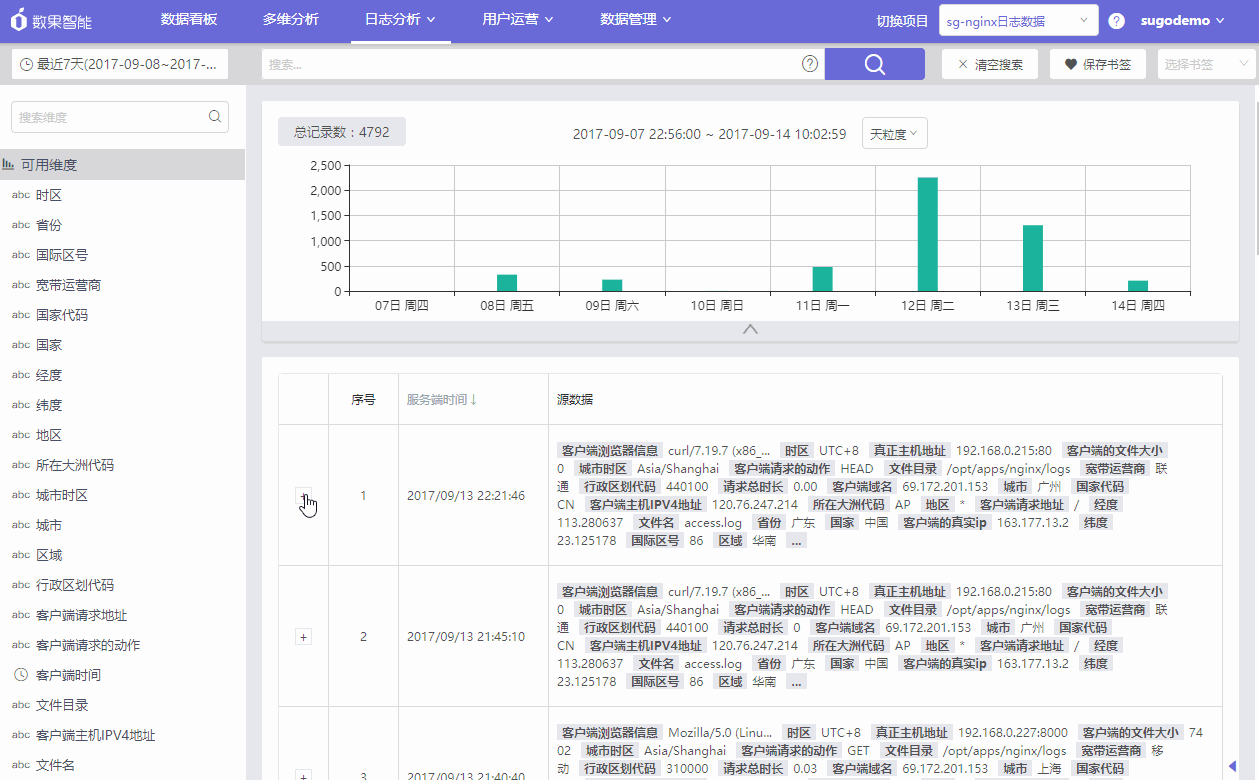 数果智能
数据看板
多维分析
日志分析
用户运营
数据管理
切换项目
sg-nginx日志数据
sugodemo
最近7天(2017-09-08~2017-...
搜索...
清空搜索
保存书签
选择书签
搜索维度
可用维度
abc 时区
abc 省份
abc 国际区号
abc 宽带运营商
abc 国家代码
abc 国家
abc 经度
abc 纬度
abc 地区
abc 所在大洲代码
abc 城市时区
abc 城市
abc 区域
abc 行政区划代码
abc 客户端请求地址
abc 客户端请求的动作
客户端时间
abc 文件目录
abc 客户端主机IPV4地址
abc 文件名
总记录数：4792
2017-09-07 22:56:00 ~ 2017-09-14 10:02:59
天粒度
2,500
2,000
1,500
1,000
500
0
07日 周四
08日 周五
09日 周六
10日 周日
11日 周一
12日 周二
13日 周三
14日 周四
序号
服务端时间↓
源数据
1
2017/09/13 22:21:46
客户端浏览器信息 curl/7.19.7 (x86_... 时区 UTC+8 真正主机地址 192.168.0.215:80 客户端的文件大小
0 城市时区 Asia/Shanghai 客户端请求的动作 HEAD 文件目录 /opt/apps/nginx/logs 宽带运营商 联
通 行政区划代码 440100 请求总时长 0.00 客户端域名 69.172.201.153 城市 广州 国家代码
CN 客户端主机IPV4地址 120.76.247.214 所在大洲代码 AP 地区 * 客户端请求地址 / 经度
113.280637 文件名 access.log 省份 广东 国家 中国 客户端的真实ip 163.177.13.2 纬度
23.125178 国际区号 86 区域 华南 ...
+
2
2017/09/13 21:45:10
客户端浏览器信息 curl/7.19.7 (x86_... 时区 UTC+8 真正主机地址 192.168.0.215:80 客户端的文件大小
0 城市时区 Asia/Shanghai 客户端请求的动作 HEAD 文件目录 /opt/apps/nginx/logs 宽带运营商 联
通 行政区划代码 440100 请求总时长 0 客户端域名 69.172.201.153 城市 广州 国家代码
CN 客户端主机IPV4地址 120.76.247.214 所在大洲代码 AP 地区 * 客户端请求地址 / 经度
113.280637 文件名 access.log 省份 广东 国家 中国 客户端的真实ip 163.177.13.2 纬度
23.125178 国际区号 86 区域 华南 ...
+
3
2017/09/13 21:40:40
客户端浏览器信息 Mozilla/5.0 (Linu... 时区 UTC+8 真正主机地址 192.168.0.227:8000 客户端的文件大小 74
02 城市时区 Asia/Shanghai 客户端请求的动作 GET 文件目录 /opt/apps/nginx/logs 宽带运营商 移
动 行政区划代码 310000 请求总时长 0.03 客户端域名 69.172.201.153 城市 上海 国家代码